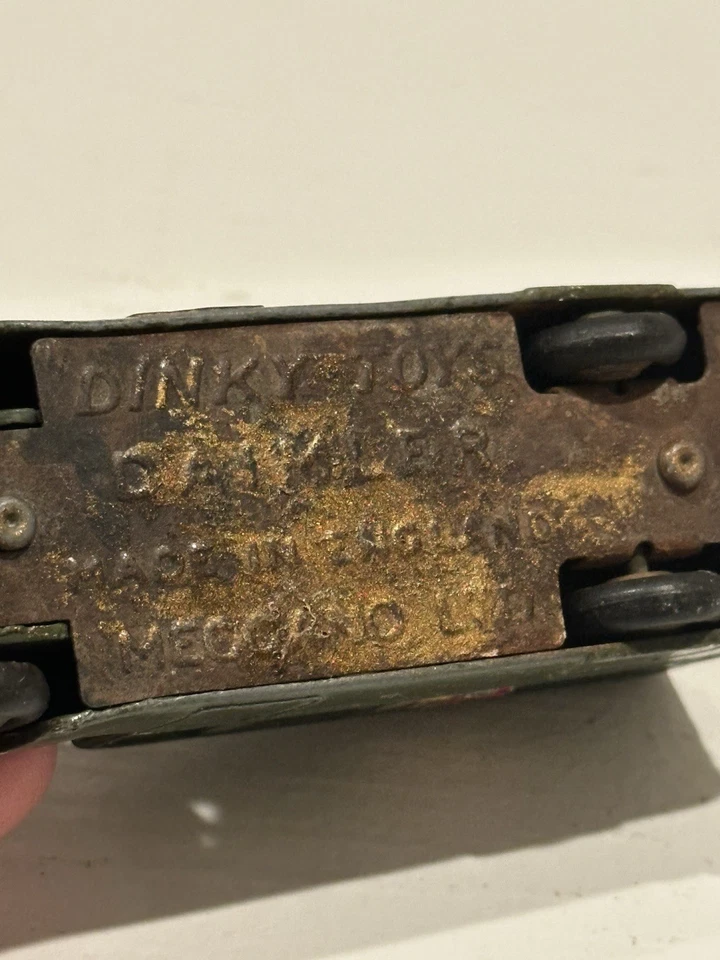 DINKY TOYS
DAIMLER
MADE IN ENGLAND
MECCANO LTD